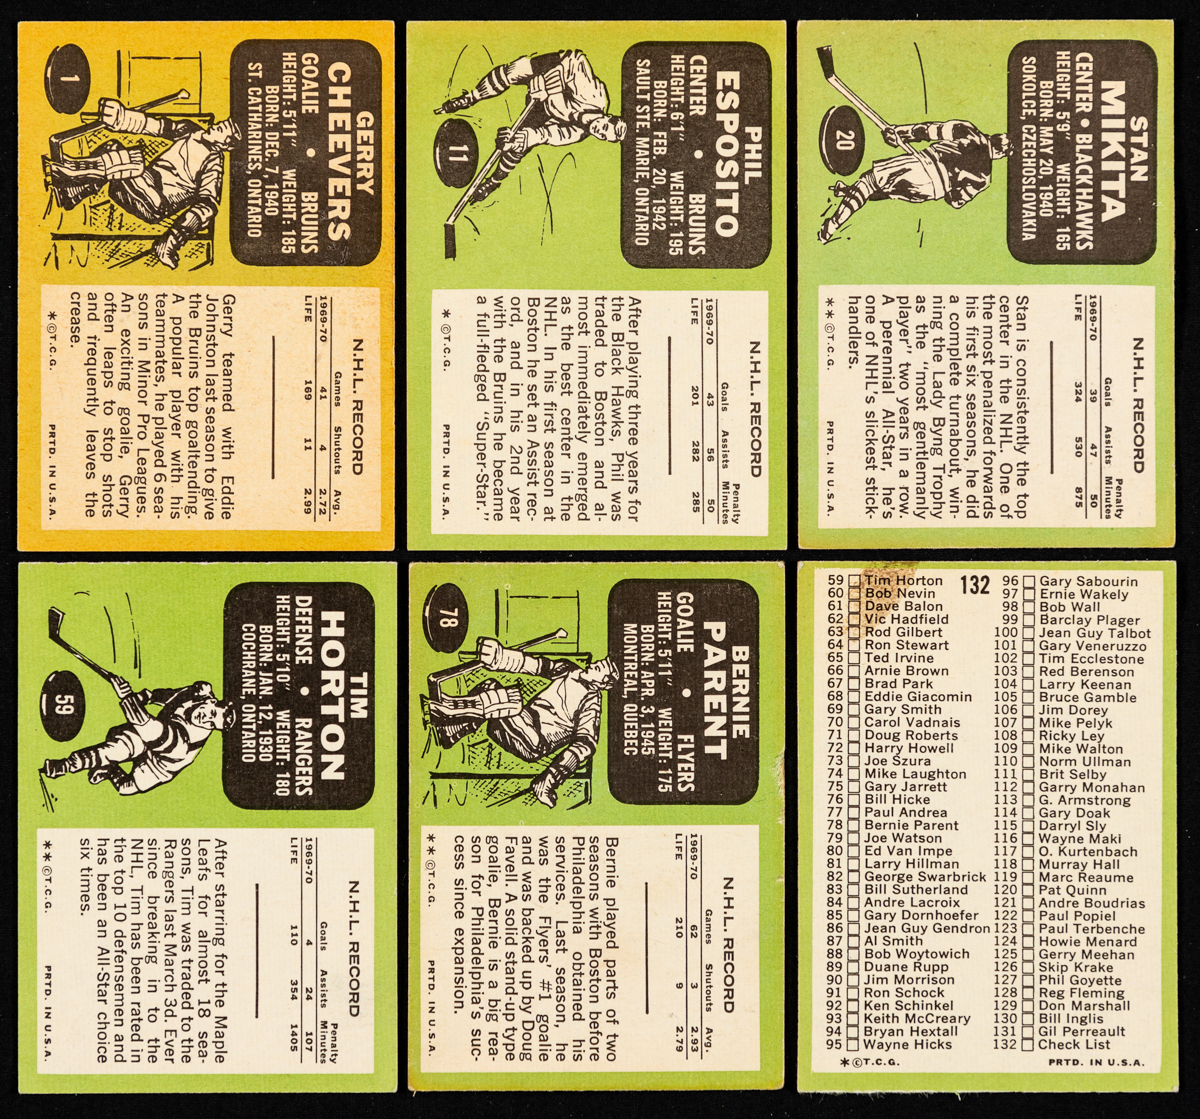 GERRY
CHEEVERS
GOALIE • BRUINS
HEIGHT: 5'11" WEIGHT: 185
BORN: DEC. 7, 1940
ST. CATHARINES, ONTARIO
1
N.H.L. RECORD
Games Shutouts Avg.
1969-70 41 4 2.72
LIFE 169 11 2.99
Gerry teamed with Eddie
Johnston last season to give
the Bruins top goaltending.
A popular player with his
teammates, he played 6 sea-
sons in Minor Pro Leagues.
An exciting goalie, Gerry
often leaps to stop shots
and frequently leaves the
crease.
*©T.C.G. PRTD. IN U.S.A.
PHIL
ESPOSITO
CENTER • BRUINS
HEIGHT: 6'1" WEIGHT: 195
BORN: FEB. 20, 1942
SAULT STE. MARIE, ONTARIO
11
N.H.L. RECORD
Penalty
Goals Assists Minutes
1969-70 43 56 50
LIFE 201 282 285
After playing three years for
the Black Hawks, Phil was
traded to Boston and al-
most immediately emerged
as the best center in the
NHL. In his first season at
Boston he set an Assist rec-
ord, and in his 2nd year
with the Bruins he became
a full-fledged "Super-Star."
*©T.C.G. PRTD. IN U.S.A.
STAN
MIKITA
CENTER • BLACK HAWKS
HEIGHT: 5'9" WEIGHT: 165
BORN: MAY 20, 1940
SOKOLCE, CZECHOSLOVAKIA
20
N.H.L. RECORD
Penalty
Goals Assists Minutes
1969-70 39 47 50
LIFE 324 530 875
Stan is consistently the top
center in the NHL. One of
the most penalized forwards
his first six seasons, he did
a complete turnabout, win-
ning the Lady Byng Trophy
as the "most gentlemanly
player" two years in a row.
A perennial All-Star, he's
one of NHL's slickest stick-
handlers.
**©T.C.G. PRTD. IN U.S.A.
TIM
HORTON
DEFENSE • RANGERS
HEIGHT: 5'10" WEIGHT: 180
BORN: JAN. 12, 1930
COCHRANE, ONTARIO
59
N.H.L. RECORD
Penalty
Goals Assists Minutes
1969-70 4 24 107
LIFE 110 354 1405
After starring for the Maple
Leafs for almost 18 sea-
sons, Tim was traded to the
Rangers last March 3d. Ever
since breaking in to the
NHL, Tim has been rated in
the top 10 defensemen and
has been an All-Star choice
six times.
**©T.C.G. PRTD. IN U.S.A.
BERNIE
PARENT
GOALIE • FLYERS
HEIGHT: 5'11" WEIGHT: 175
BORN: APR. 3, 1945
MONTREAL, QUEBEC
78
N.H.L. RECORD
Games Shutouts Avg.
1969-70 62 3 2.93
LIFE 210 9 2.79
Bernie played parts of two
seasons with Boston before
Philadelphia obtained his
services. Last season, he
was the Flyers' #1 goalie
and was backed up by Doug
Favell. A solid stand-up type
goalie, Bernie is a big rea-
son for Philadelphia's suc-
cess since expansion.
**©T.C.G. PRTD. IN U.S.A.
132
59 Tim Horton
60 Bob Nevin
61 Dave Balon
62 Vic Hadfield
63 Rod Gilbert
64 Ron Stewart
65 Ted Irvine
66 Arnie Brown
67 Brad Park
68 Eddie Giacomin
69 Gary Smith
70 Carol Vadnais
71 Doug Roberts
72 Harry Howell
73 Joe Szura
74 Mike Laughton
75 Gary Jarrett
76 Bill Hicke
77 Paul Andrea
78 Bernie Parent
79 Joe Watson
80 Ed Van Impe
81 Larry Hillman
82 George Swarbrick
83 Bill Sutherland
84 Andre Lacroix
85 Gary Dornhoefer
86 Jean Guy Gendron
87 Al Smith
88 Bob Woytowich
89 Duane Rupp
90 Jim Morrison
91 Ron Schock
92 Ken Schinkel
93 Keith McCreary
94 Bryan Hextall
95 Wayne Hicks
96 Gary Sabourin
97 Ernie Wakely
98 Bob Wall
99 Barclay Plager
100 Jean Guy Talbot
101 Gary Veneruzzo
102 Tim Ecclestone
103 Red Berenson
104 Larry Keenan
105 Bruce Gamble
106 Jim Dorey
107 Mike Pelyk
108 Ricky Ley
109 Mike Walton
110 Norm Ullman
111 Brit Selby
112 Garry Monahan
113 G. Armstrong
114 Gary Doak
115 Darryl Sly
116 Wayne Maki
117 O. Kurtenbach
118 Murray Hall
119 Marc Reaume
120 Pat Quinn
121 Andre Boudrias
122 Paul Popiel
123 Paul Terbenche
124 Howie Menard
125 Gerry Meehan
126 Skip Krake
127 Phil Goyette
128 Reg Fleming
129 Don Marshall
130 Bill Inglis
131 Gil Perreault
132 Check List
*©T.C.G. PRTD. IN U.S.A.